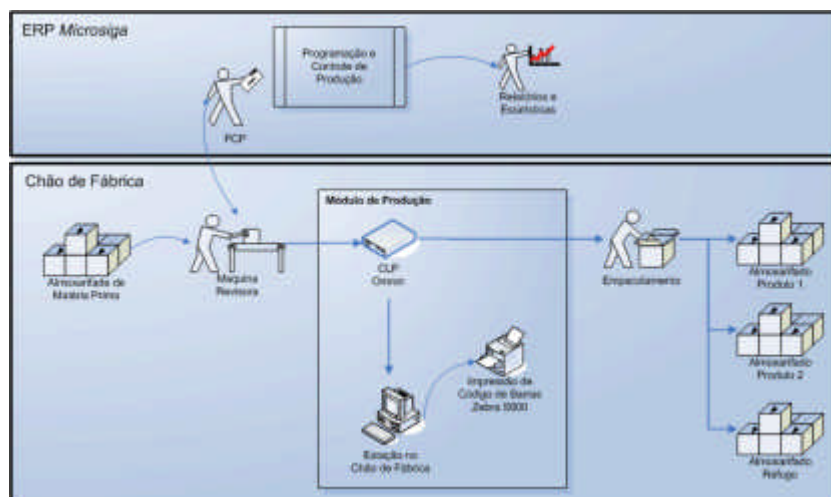 ERP Microsiga
Programação e
Controle de
Produção
Relatórios e
Estatísticas
PCP
Chão de Fábrica
Módulo de Produção
Almoxarifado de
Matéria Prima
Maquina
Revisora
CLP
Omron
Empacotamento
Almoxarifado
Produto 1
Impressão de
Código de Barras
Zebra
Almoxarifado
Produto 2
Estação no
Chão de Fábrica
Almoxarifado
Refugo